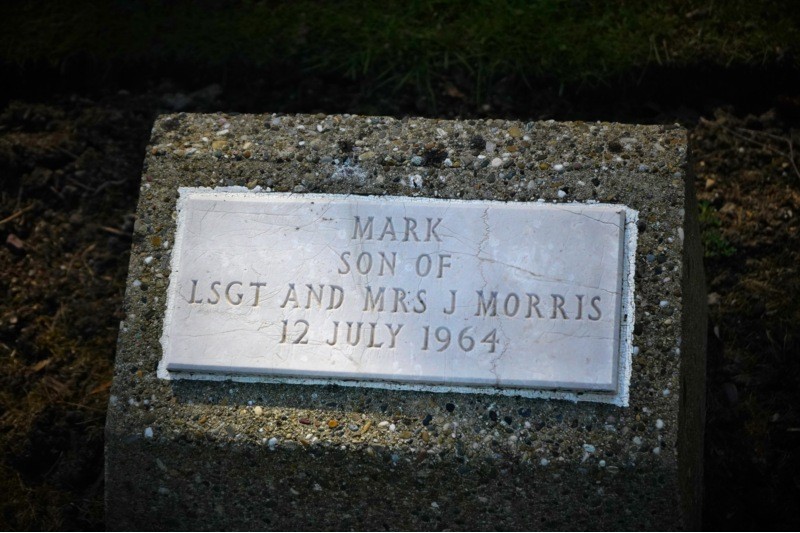 MARK
SON OF
LSGT AND MRS J MORRIS
12 JULY 1964